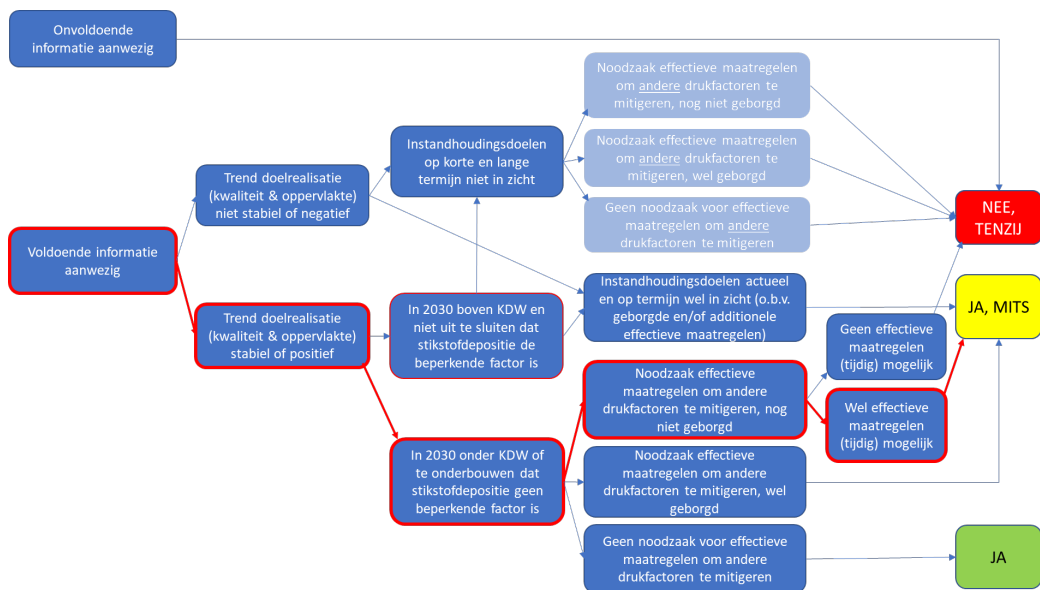 Onvoldoende
informatie aanwezig
Noodzaak effectieve maatregelen
om andere drukfactoren te
mitigeren, nog niet geborgd
Instandhoudingsdoelen
op korte en lange
termijn niet in zicht
Noodzaak effectieve maatregelen
om andere drukfactoren te
mitigeren, wel geborgd
Trend doelrealisatie
(kwaliteit & oppervlakte)
niet stabiel of negatief
Geen noodzaak voor effectieve
maatregelen om andere
drukfactoren te mitigeren
NEE,
TENZIJ
Voldoende informatie
aanwezig
Instandhoudingsdoelen actueel
en op termijn wel in zicht (o.b.v.
geborgde en/of additionele
effectieve maatregelen)
JA, MITS
Trend doelrealisatie
(kwaliteit & oppervlakte)
stabiel of positief
In 2030 boven KDW en
niet uit te sluiten dat
stikstofdepositie de
beperkende factor is
Geen effectieve
maatregelen
(tijdig) mogelijk
Noodzaak effectieve
maatregelen om andere
drukfactoren te mitigeren, nog
niet geborgd
Wel effectieve
maatregelen
(tijdig) mogelijk
In 2030 onder KDW of
te onderbouwen dat
stikstofdepositie geen
beperkende factor is
Noodzaak effectieve
maatregelen om andere
drukfactoren te mitigeren, wel
geborgd
Geen noodzaak voor effectieve
maatregelen om andere
drukfactoren te mitigeren
JA